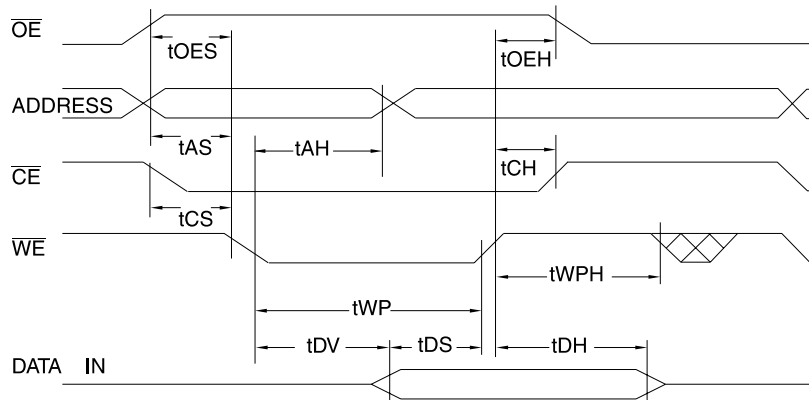 OE
tOES tOEH
ADDRESS
tAS tAH tCH
CE
tCS
WE
tWPH
tWP
tDV tDS tDH
DATA IN